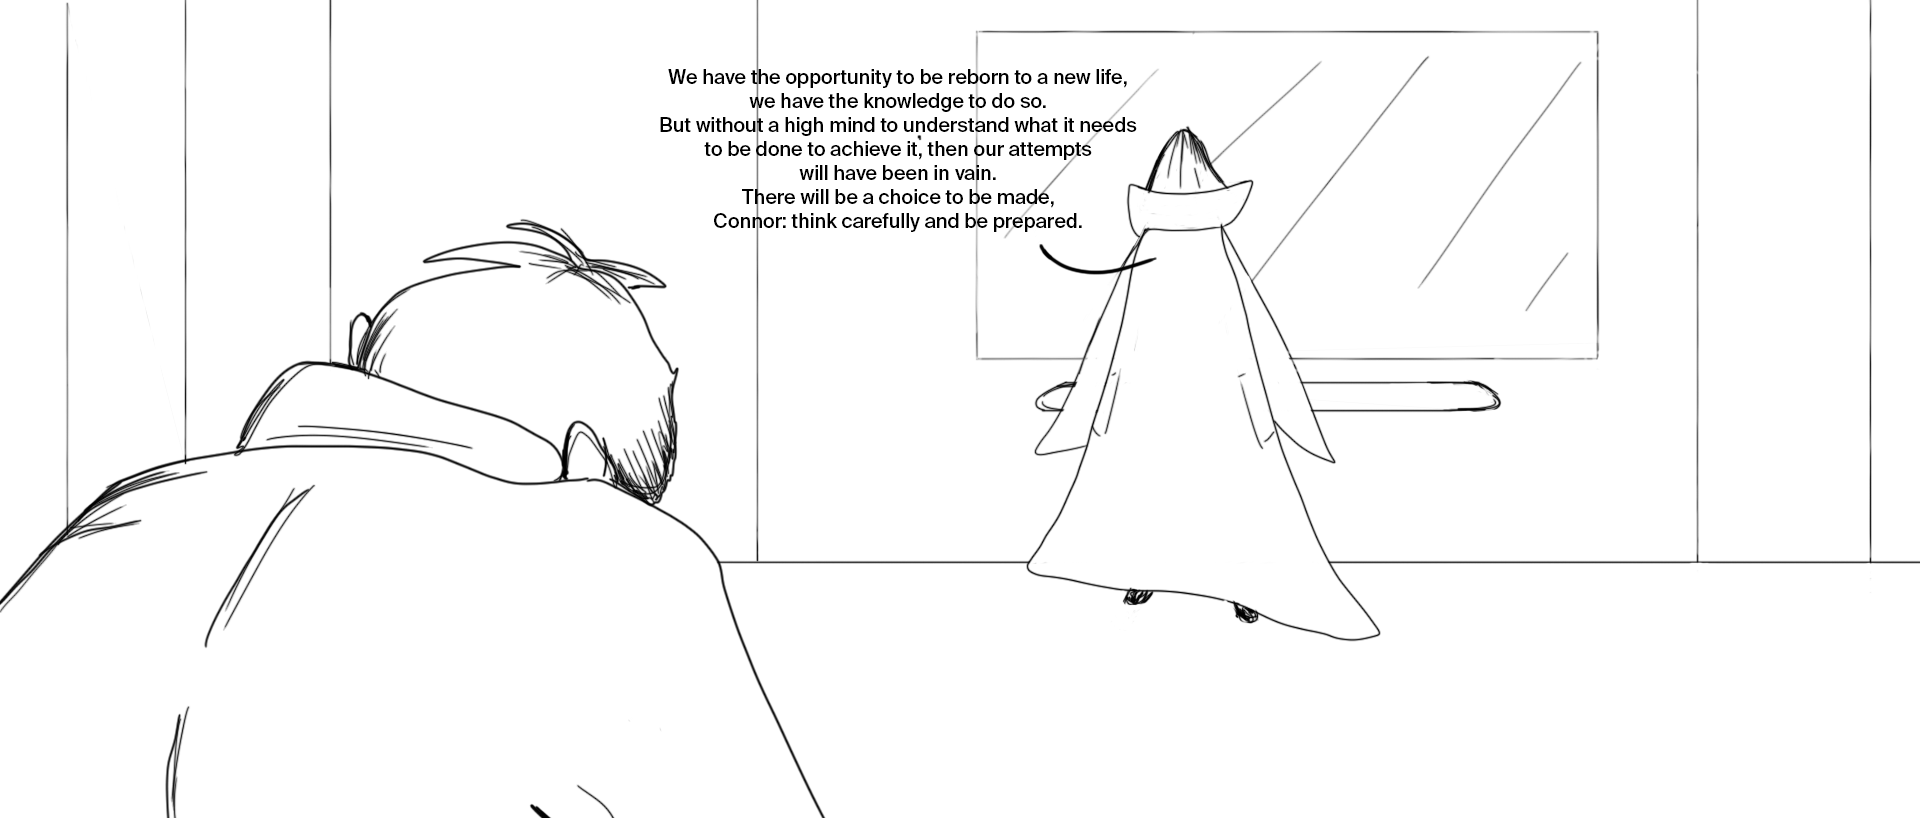 We have the opportunity to be reborn to a new life,
we have the knowledge to do so.
But without a high mind to understand what it needs
to be done to achieve it, then our attempts
will have been in vain.
There will be a choice to be made,
Connor: think carefully and be prepared.